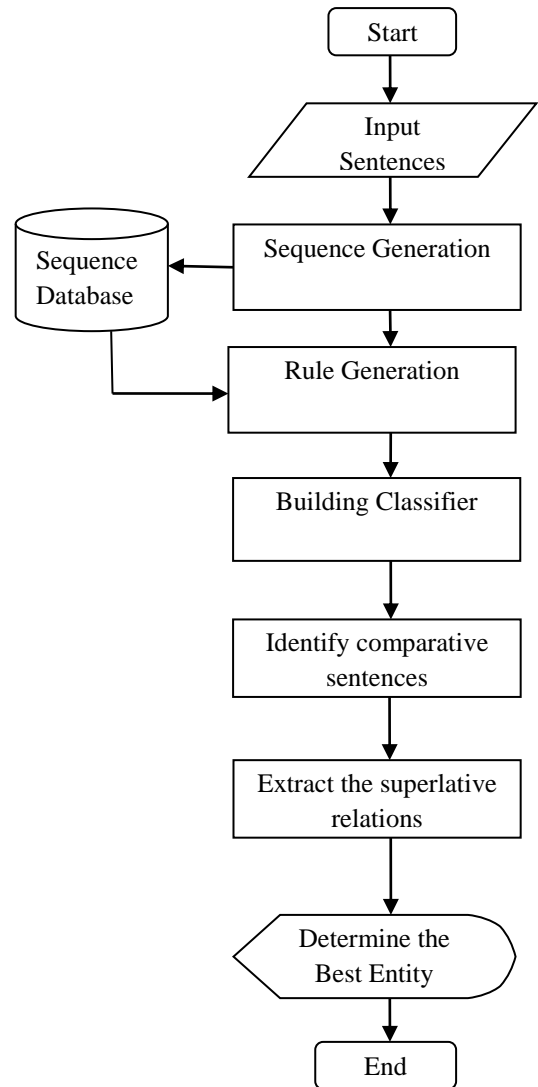 Start
Input
Sentences
Sequence Generation
Sequence
Database
Rule Generation
Building Classifier
Identify comparative
sentences
Extract the superlative
relations
Determine the
Best Entity
End